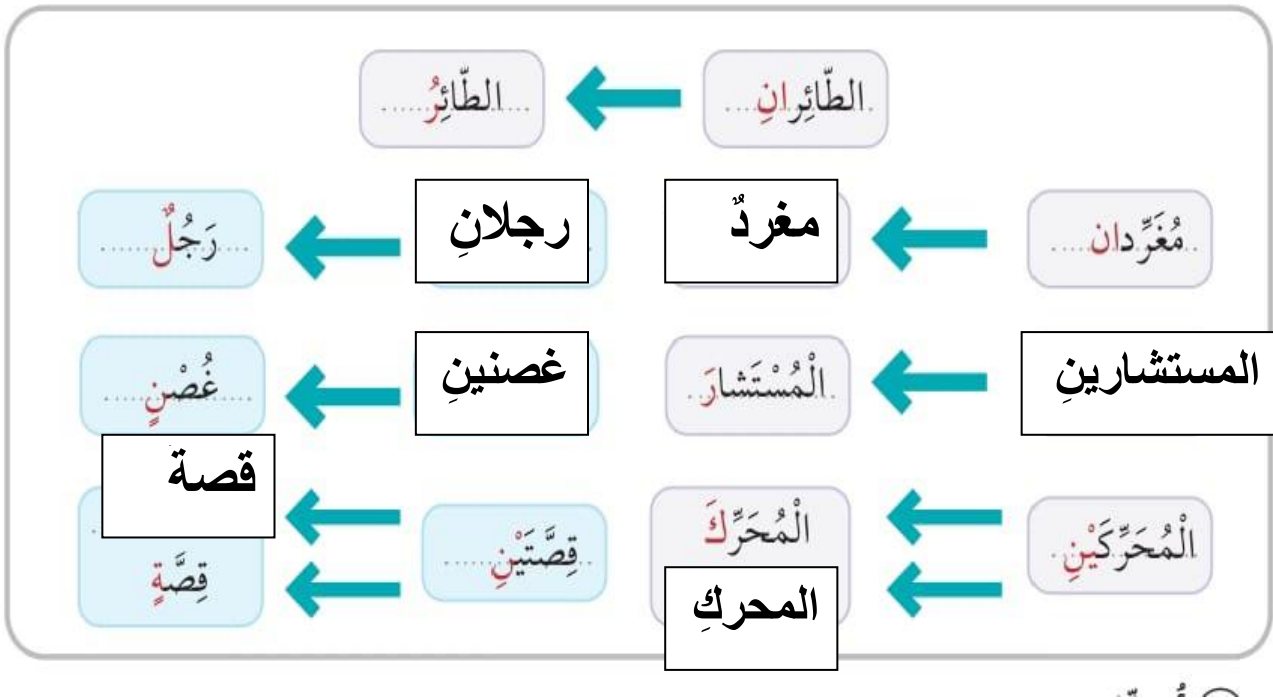 الطَّائِرانِ الطَّائِرُ
مُغَرِّدان مغردٌ رجلانِ رَجُلٌ
المستشارينِ الْمُسْتَشارَ غصنينِ غُصْنٍ
الْمُحَرِّكَيْنِ الْمُحَرِّكَ قِصَّتَيْنِ قصة
المحركِ قِصَّةٍ